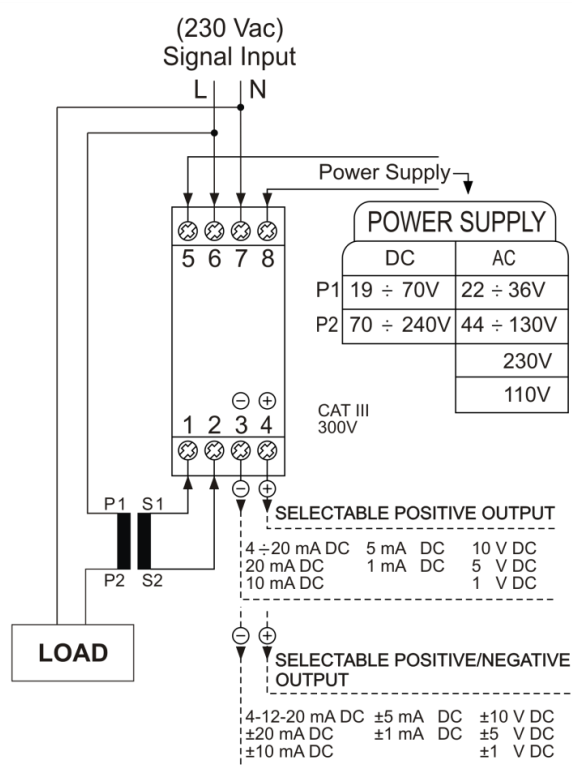 (230 Vac)
Signal Input
L N
Power Supply
POWER SUPPLY
DC AC
P1 19 ÷ 70V 22 ÷ 36V
P2 70 ÷ 240V 44 ÷ 130V
230V
110V
5 6 7 8
CAT III
300V
- +
1 2 3 4
- +
P1 S1
P2 S2
LOAD
SELECTABLE POSITIVE OUTPUT
4÷20 mA DC 5 mA DC 10 V DC
20 mA DC 1 mA DC 5 V DC
10 mA DC 1 V DC
- +
SELECTABLE POSITIVE/NEGATIVE
OUTPUT
4-12-20 mA DC ±5 mA DC ±10 V DC
±20 mA DC ±1 mA DC ±5 V DC
±10 mA DC ±1 V DC